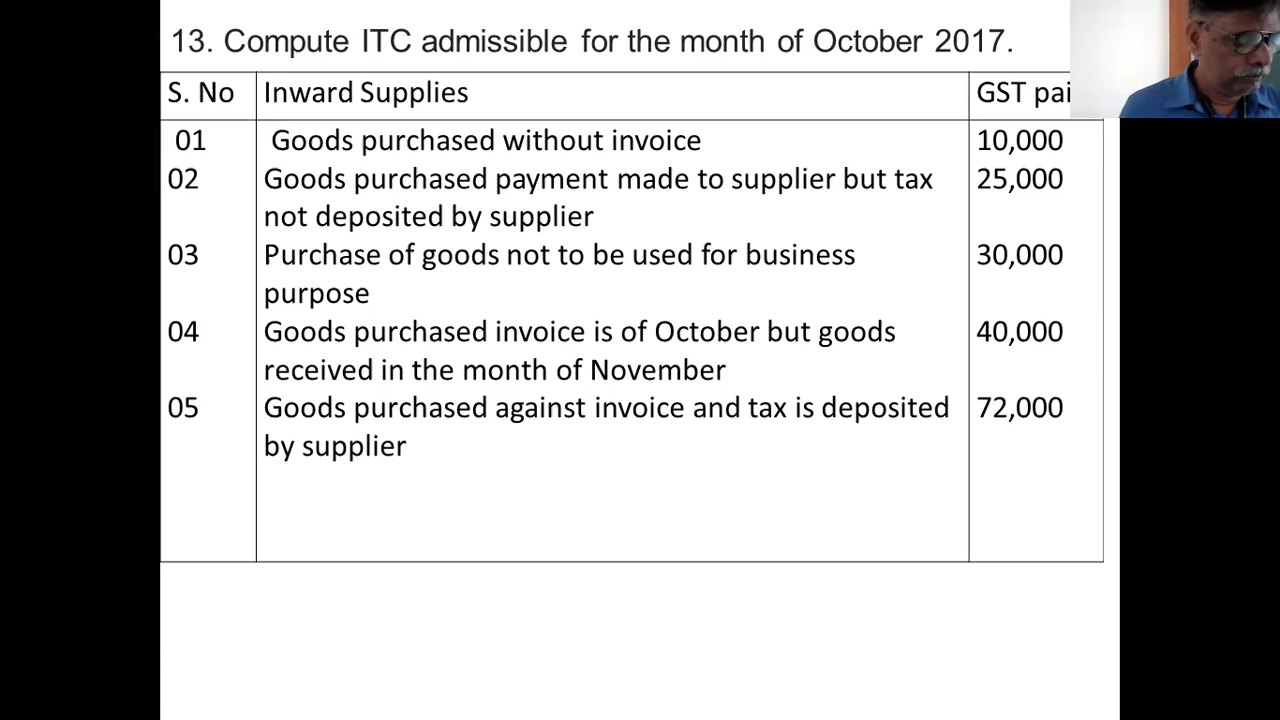 13. Compute ITC admissible for the month of October 2017.
S. No Inward Supplies GST pai
01 Goods purchased without invoice 10,000
02 Goods purchased payment made to supplier but tax 25,000
not deposited by supplier
03 Purchase of goods not to be used for business 30,000
purpose
04 Goods purchased invoice is of October but goods 40,000
received in the month of November
05 Goods purchased against invoice and tax is deposited 72,000
by supplier